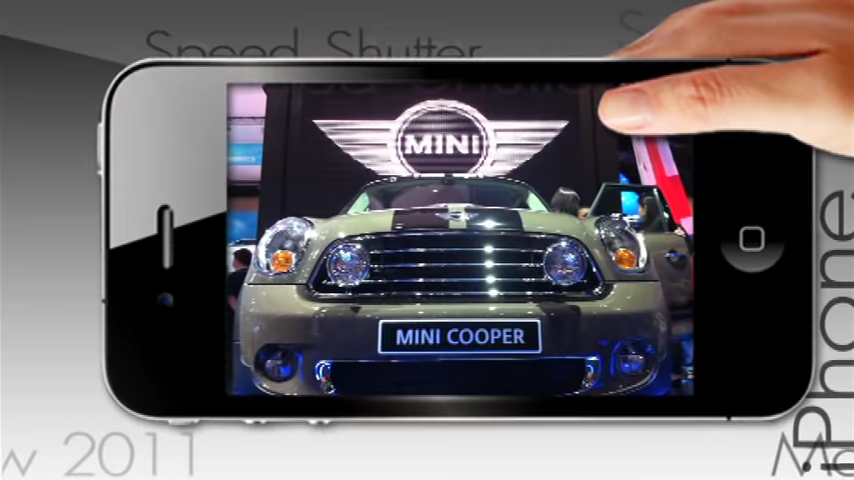 Speed Shutter
MINI
MINI COOPER
iPhone
2011